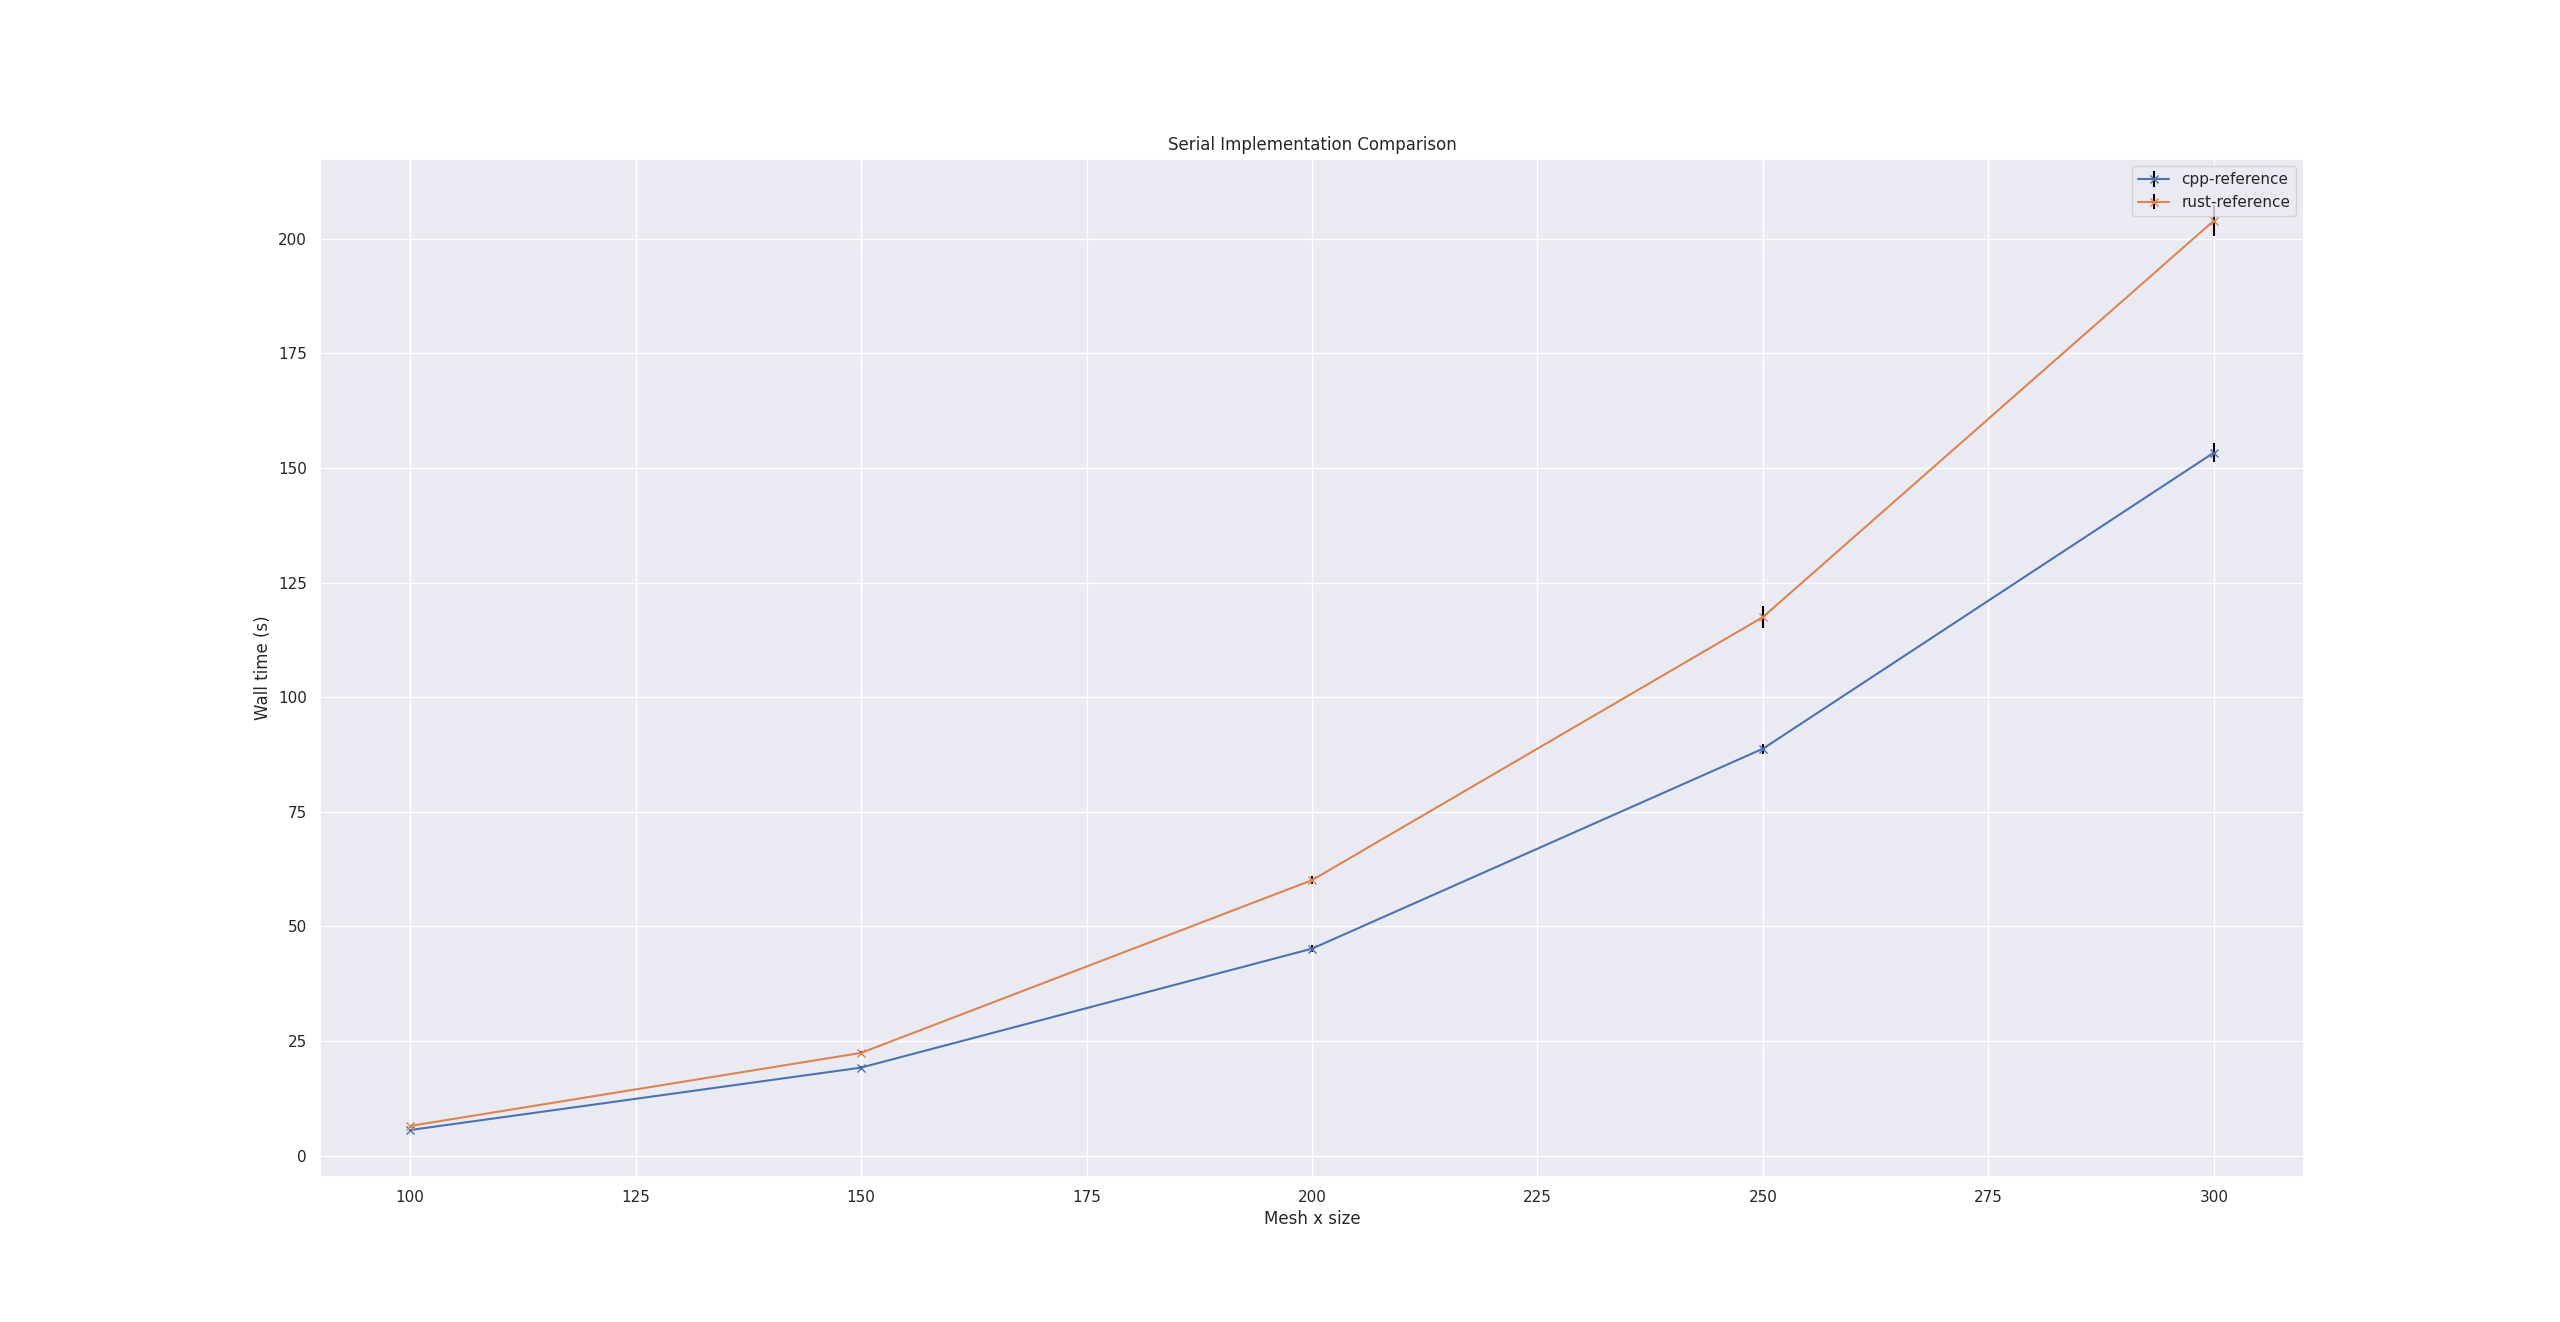 Serial Implementation Comparison
cpp-reference
rust-reference
200
175
150
125
100
75
50
25
0
Wall time (s)
100 125 150 175 200 225 250 275 300
Mesh x size